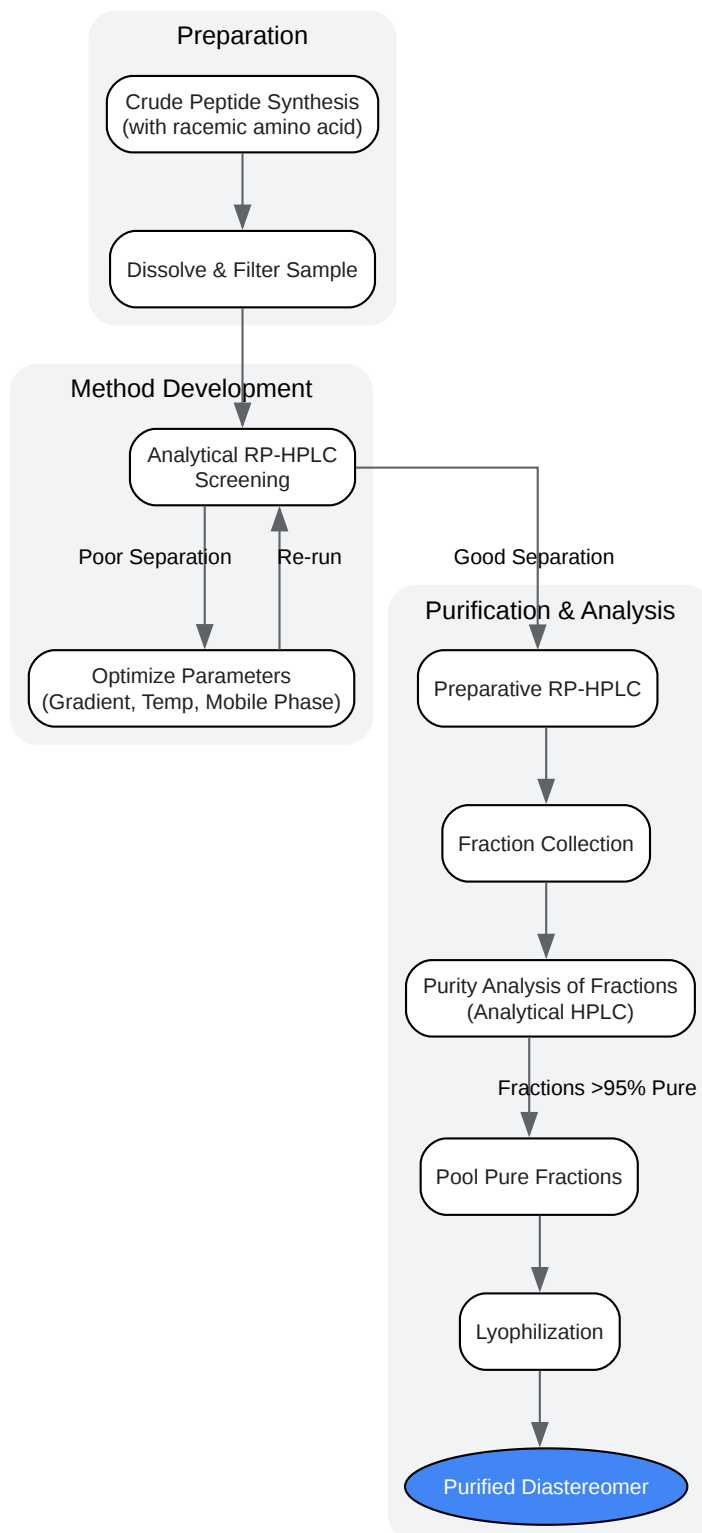 Preparation
Crude Peptide Synthesis
(with racemic amino acid)
Dissolve & Filter Sample
Method Development
Analytical RP-HPLC
Screening
Poor Separation
Re-run
Good Separation
Optimize Parameters
(Gradient, Temp, Mobile Phase)
Purification & Analysis
Preparative RP-HPLC
Fraction Collection
Purity Analysis of Fractions
(Analytical HPLC)
Fractions >95% Pure
Pool Pure Fractions
Lyophilization
Purified Diastereomer